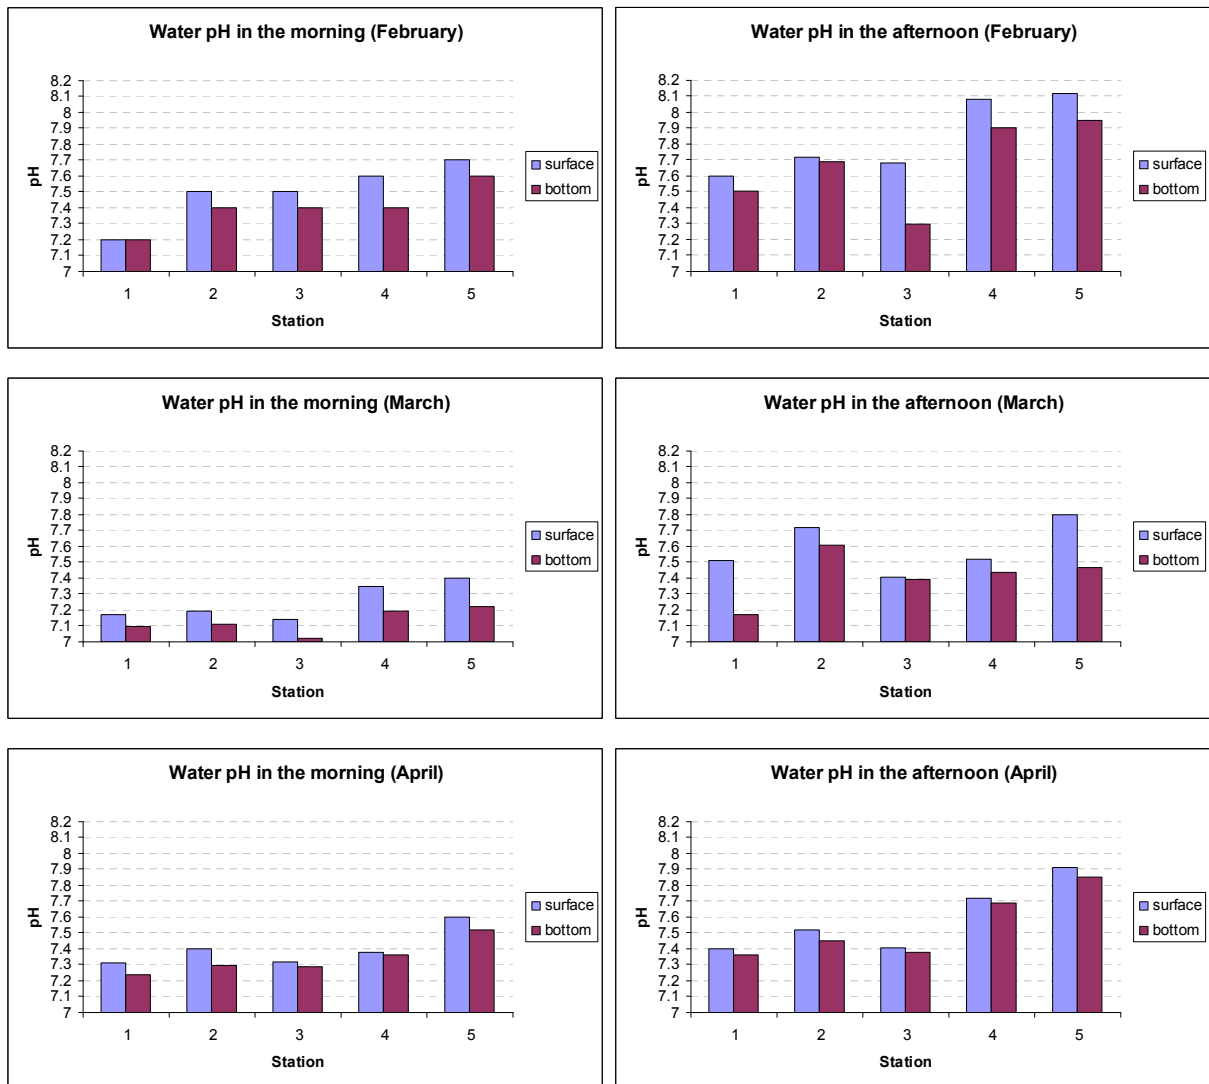 Water pH in the morning (February)
8.2
8.1
8
7.9
7.8
7.7
7.6
7.5
7.4
7.3
7.2
7.1
7
pH
1 2 3 4 5
Station
surface
bottom
Water pH in the afternoon (February)
8.2
8.1
8
7.9
7.8
7.7
7.6
7.5
7.4
7.3
7.2
7.1
7
pH
1 2 3 4 5
Station
surface
bottom
Water pH in the morning (March)
8.2
8.1
8
7.9
7.8
7.7
7.6
7.5
7.4
7.3
7.2
7.1
7
pH
1 2 3 4 5
Station
surface
bottom
Water pH in the afternoon (March)
8.2
8.1
8
7.9
7.8
7.7
7.6
7.5
7.4
7.3
7.2
7.1
7
pH
1 2 3 4 5
Station
surface
bottom
Water pH in the morning (April)
8.2
8.1
8
7.9
7.8
7.7
7.6
7.5
7.4
7.3
7.2
7.1
7
pH
1 2 3 4 5
Station
surface
bottom
Water pH in the afternoon (April)
8.2
8.1
8
7.9
7.8
7.7
7.6
7.5
7.4
7.3
7.2
7.1
7
pH
1 2 3 4 5
Station
surface
bottom